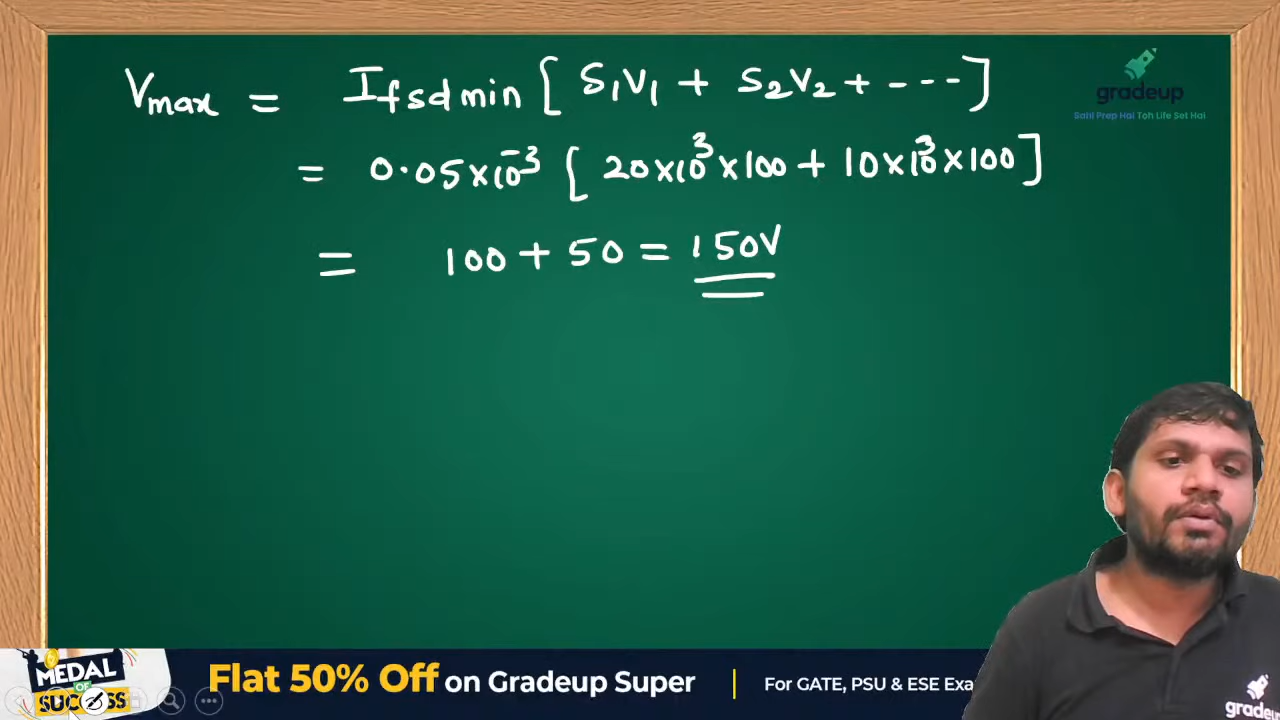 Vmax = Ifsdmin [ S₁V₁ + S₂V₂ + --- ]
= 0.05×10⁻³ [ 20×10³×100 + 10×10³×100 ]
= 100 + 50 = 150V
gradeup
Sahi Prep Hai Toh Life Set Hai
MEDAL
OF
SUCCESS
Flat 50% Off on Gradeup Super
For GATE, PSU & ESE Exa
gradeu